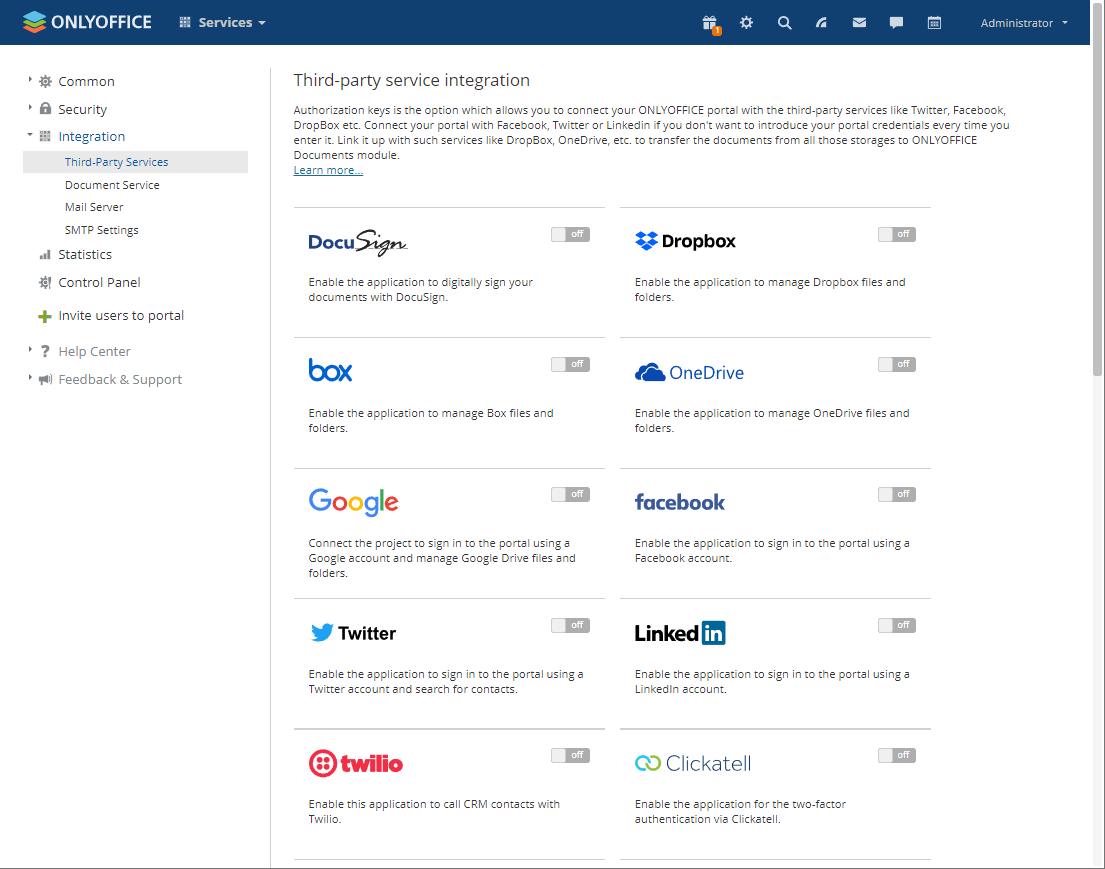 ONLYOFFICE Services 1 Administrator
Common
Security
Integration
Third-Party Services
Document Service
Mail Server
SMTP Settings
Statistics
Control Panel
Invite users to portal
? Help Center
Feedback & Support
Third-party service integration
Authorization keys is the option which allows you to connect your ONLYOFFICE portal with the third-party services like Twitter, Facebook,
DropBox etc. Connect your portal with Facebook, Twitter or Linkedin if you don't want to introduce your portal credentials every time you
enter it. Link it up with such services like DropBox, OneDrive, etc. to transfer the documents from all those storages to ONLYOFFICE
Documents module.
Learn more...
DocuSign off
Enable the application to digitally sign your
documents with DocuSign.
Dropbox off
Enable the application to manage Dropbox files and
folders.
box off
Enable the application to manage Box files and
folders.
OneDrive off
Enable the application to manage OneDrive files and
folders.
Google off
Connect the project to sign in to the portal using a
Google account and manage Google Drive files and
folders.
facebook off
Enable the application to sign in to the portal using a
Facebook account.
Twitter off
Enable the application to sign in to the portal using a
Twitter account and search for contacts.
Linked in off
Enable the application to sign in to the portal using a
LinkedIn account.
twilio off
Enable this application to call CRM contacts with
Twilio.
Clickatell off
Enable the application for the two-factor
authentication via Clickatell.